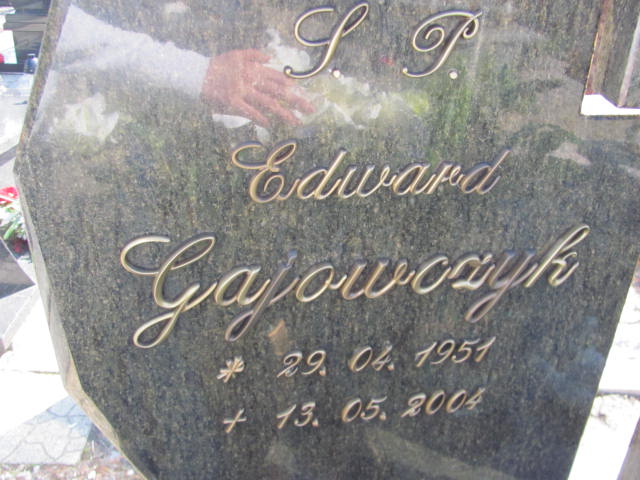 S. P.
Edward
Gajowczyk
* 29. 04. 1951
+ 13. 05. 2004